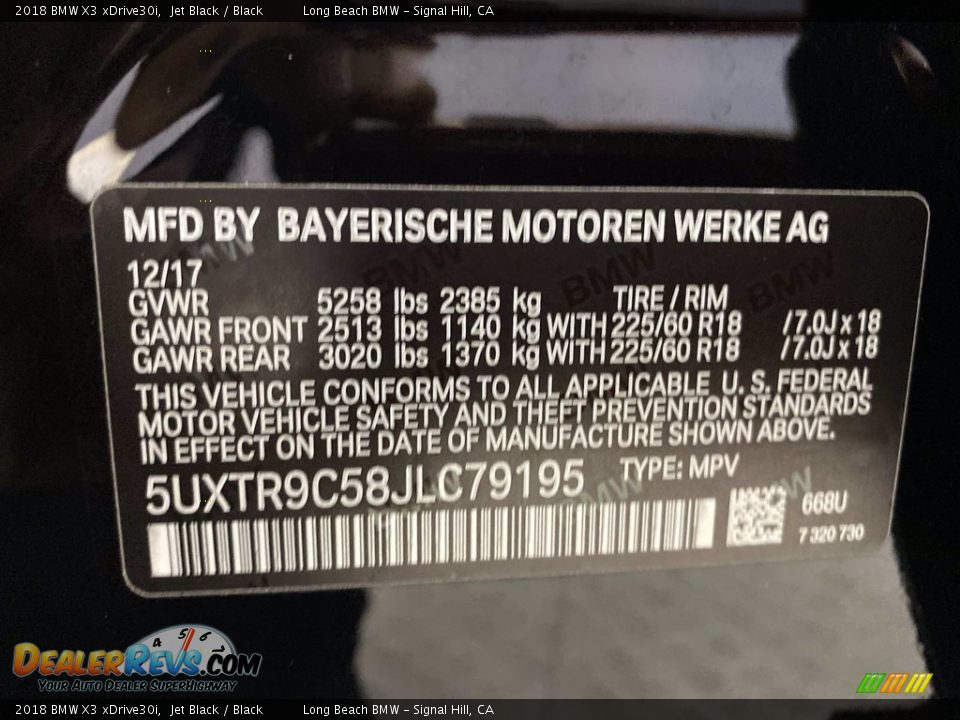 2018 BMW X3 xDrive30i, Jet Black / Black Long Beach BMW - Signal Hill, CA
MFD BY BAYERISCHE MOTOREN WERKE AG
12/17
GVWR 5258 lbs 2385 kg TIRE / RIM
GAWR FRONT 2513 lbs 1140 kg WITH 225/60 R18 /7.0J x 18
GAWR REAR 3020 lbs 1370 kg WITH 225/60 R18 /7.0J x 18
THIS VEHICLE CONFORMS TO ALL APPLICABLE U. S. FEDERAL
MOTOR VEHICLE SAFETY AND THEFT PREVENTION STANDARDS
IN EFFECT ON THE DATE OF MANUFACTURE SHOWN ABOVE.
5UXTR9C58JLC79195 TYPE: MPV
668U
7 320 730
4 5 6
DEALERREVS.COM
YOUR AUTO DEALER SUPERHIGHWAY
2018 BMW X3 xDrive30i, Jet Black / Black Long Beach BMW - Signal Hill, CA